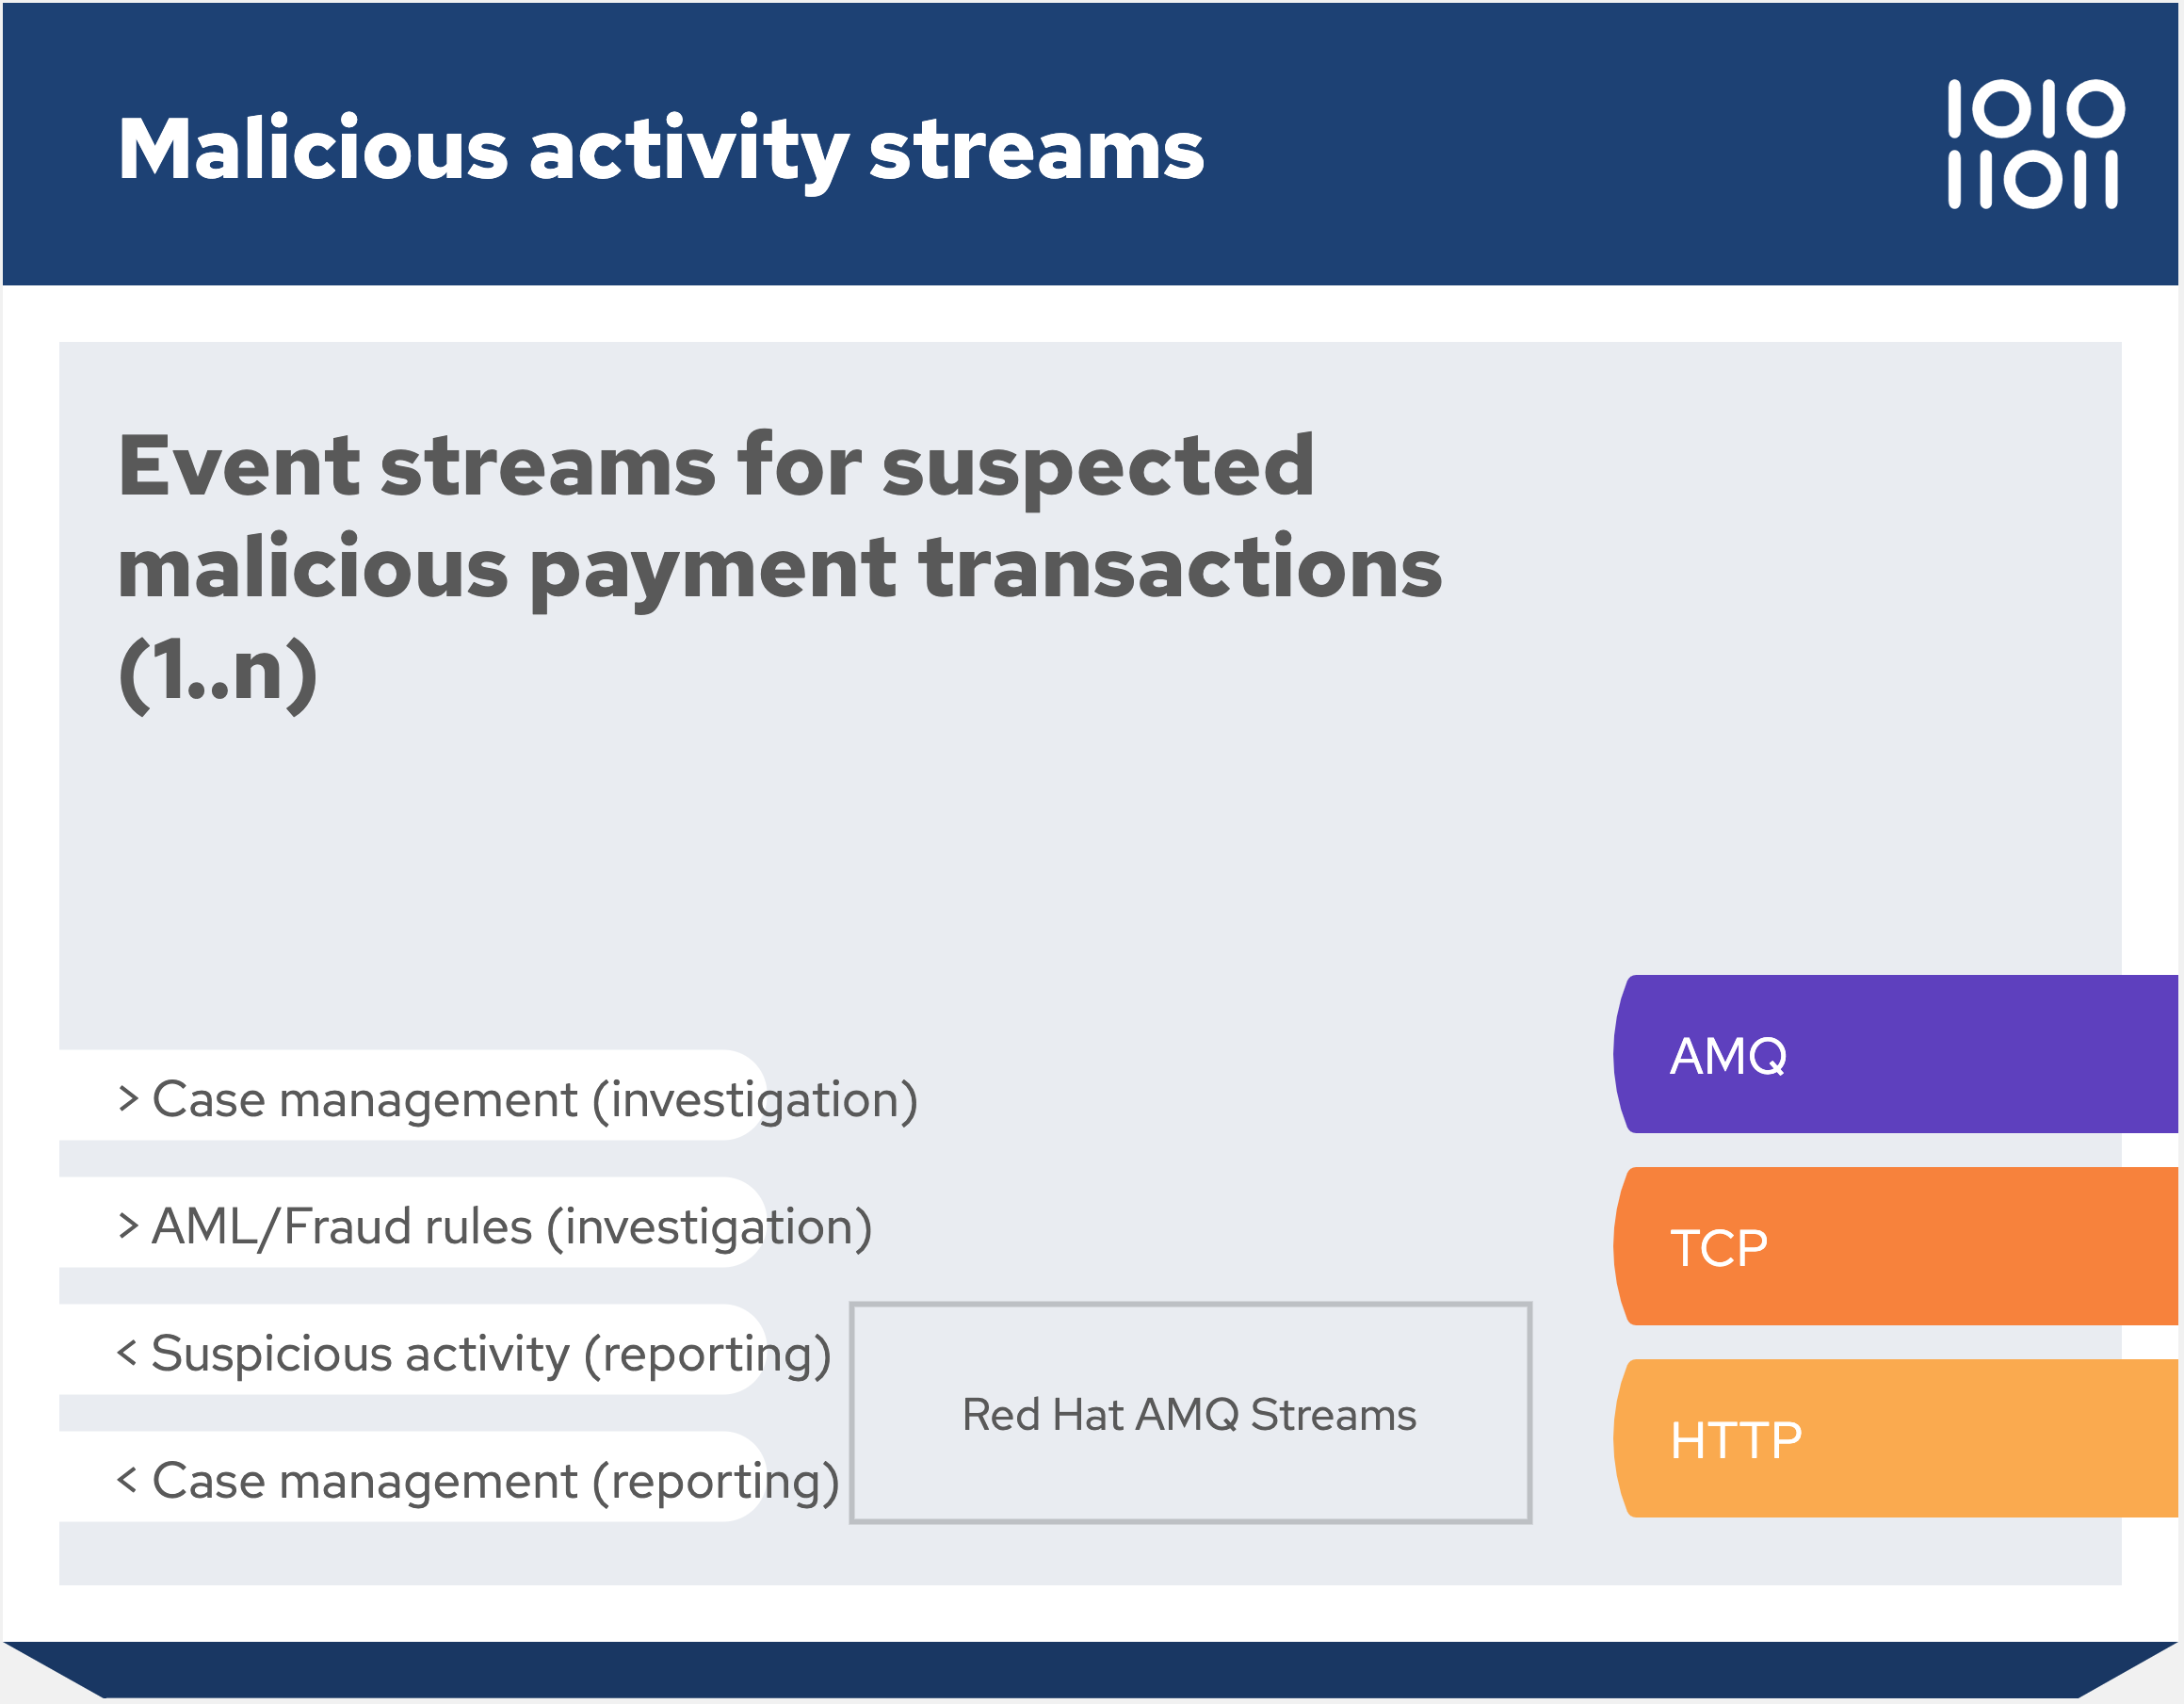 Malicious activity streams
1010
11011
Event streams for suspected
malicious payment transactions
(1..n)
> Case management (investigation)
> AML/Fraud rules (investigation)
< Suspicious activity (reporting)
< Case management (reporting)
Red Hat AMQ Streams
AMQ
TCP
HTTP